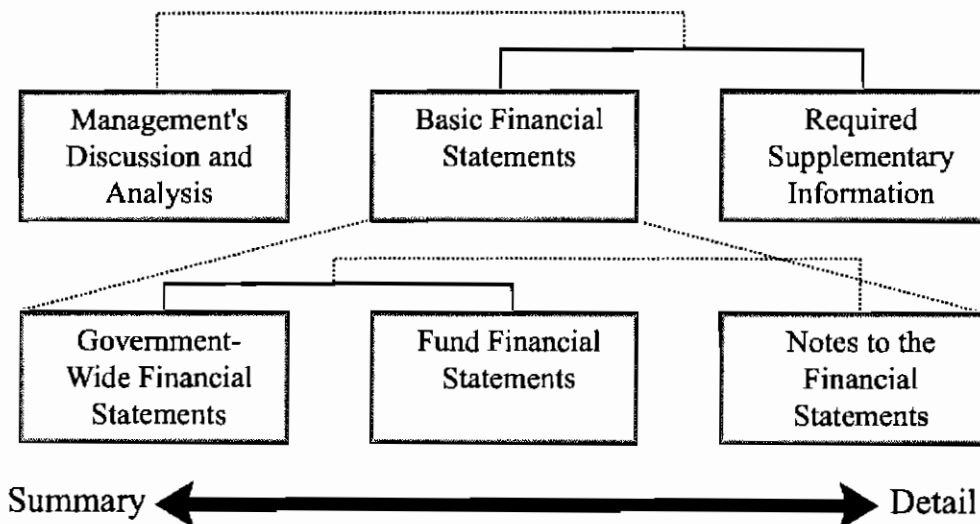 Management's
Discussion and
Analysis
Basic Financial
Statements
Required
Supplementary
Information
Government-
Wide Financial
Statements
Fund Financial
Statements
Notes to the
Financial
Statements
Summary
Detail